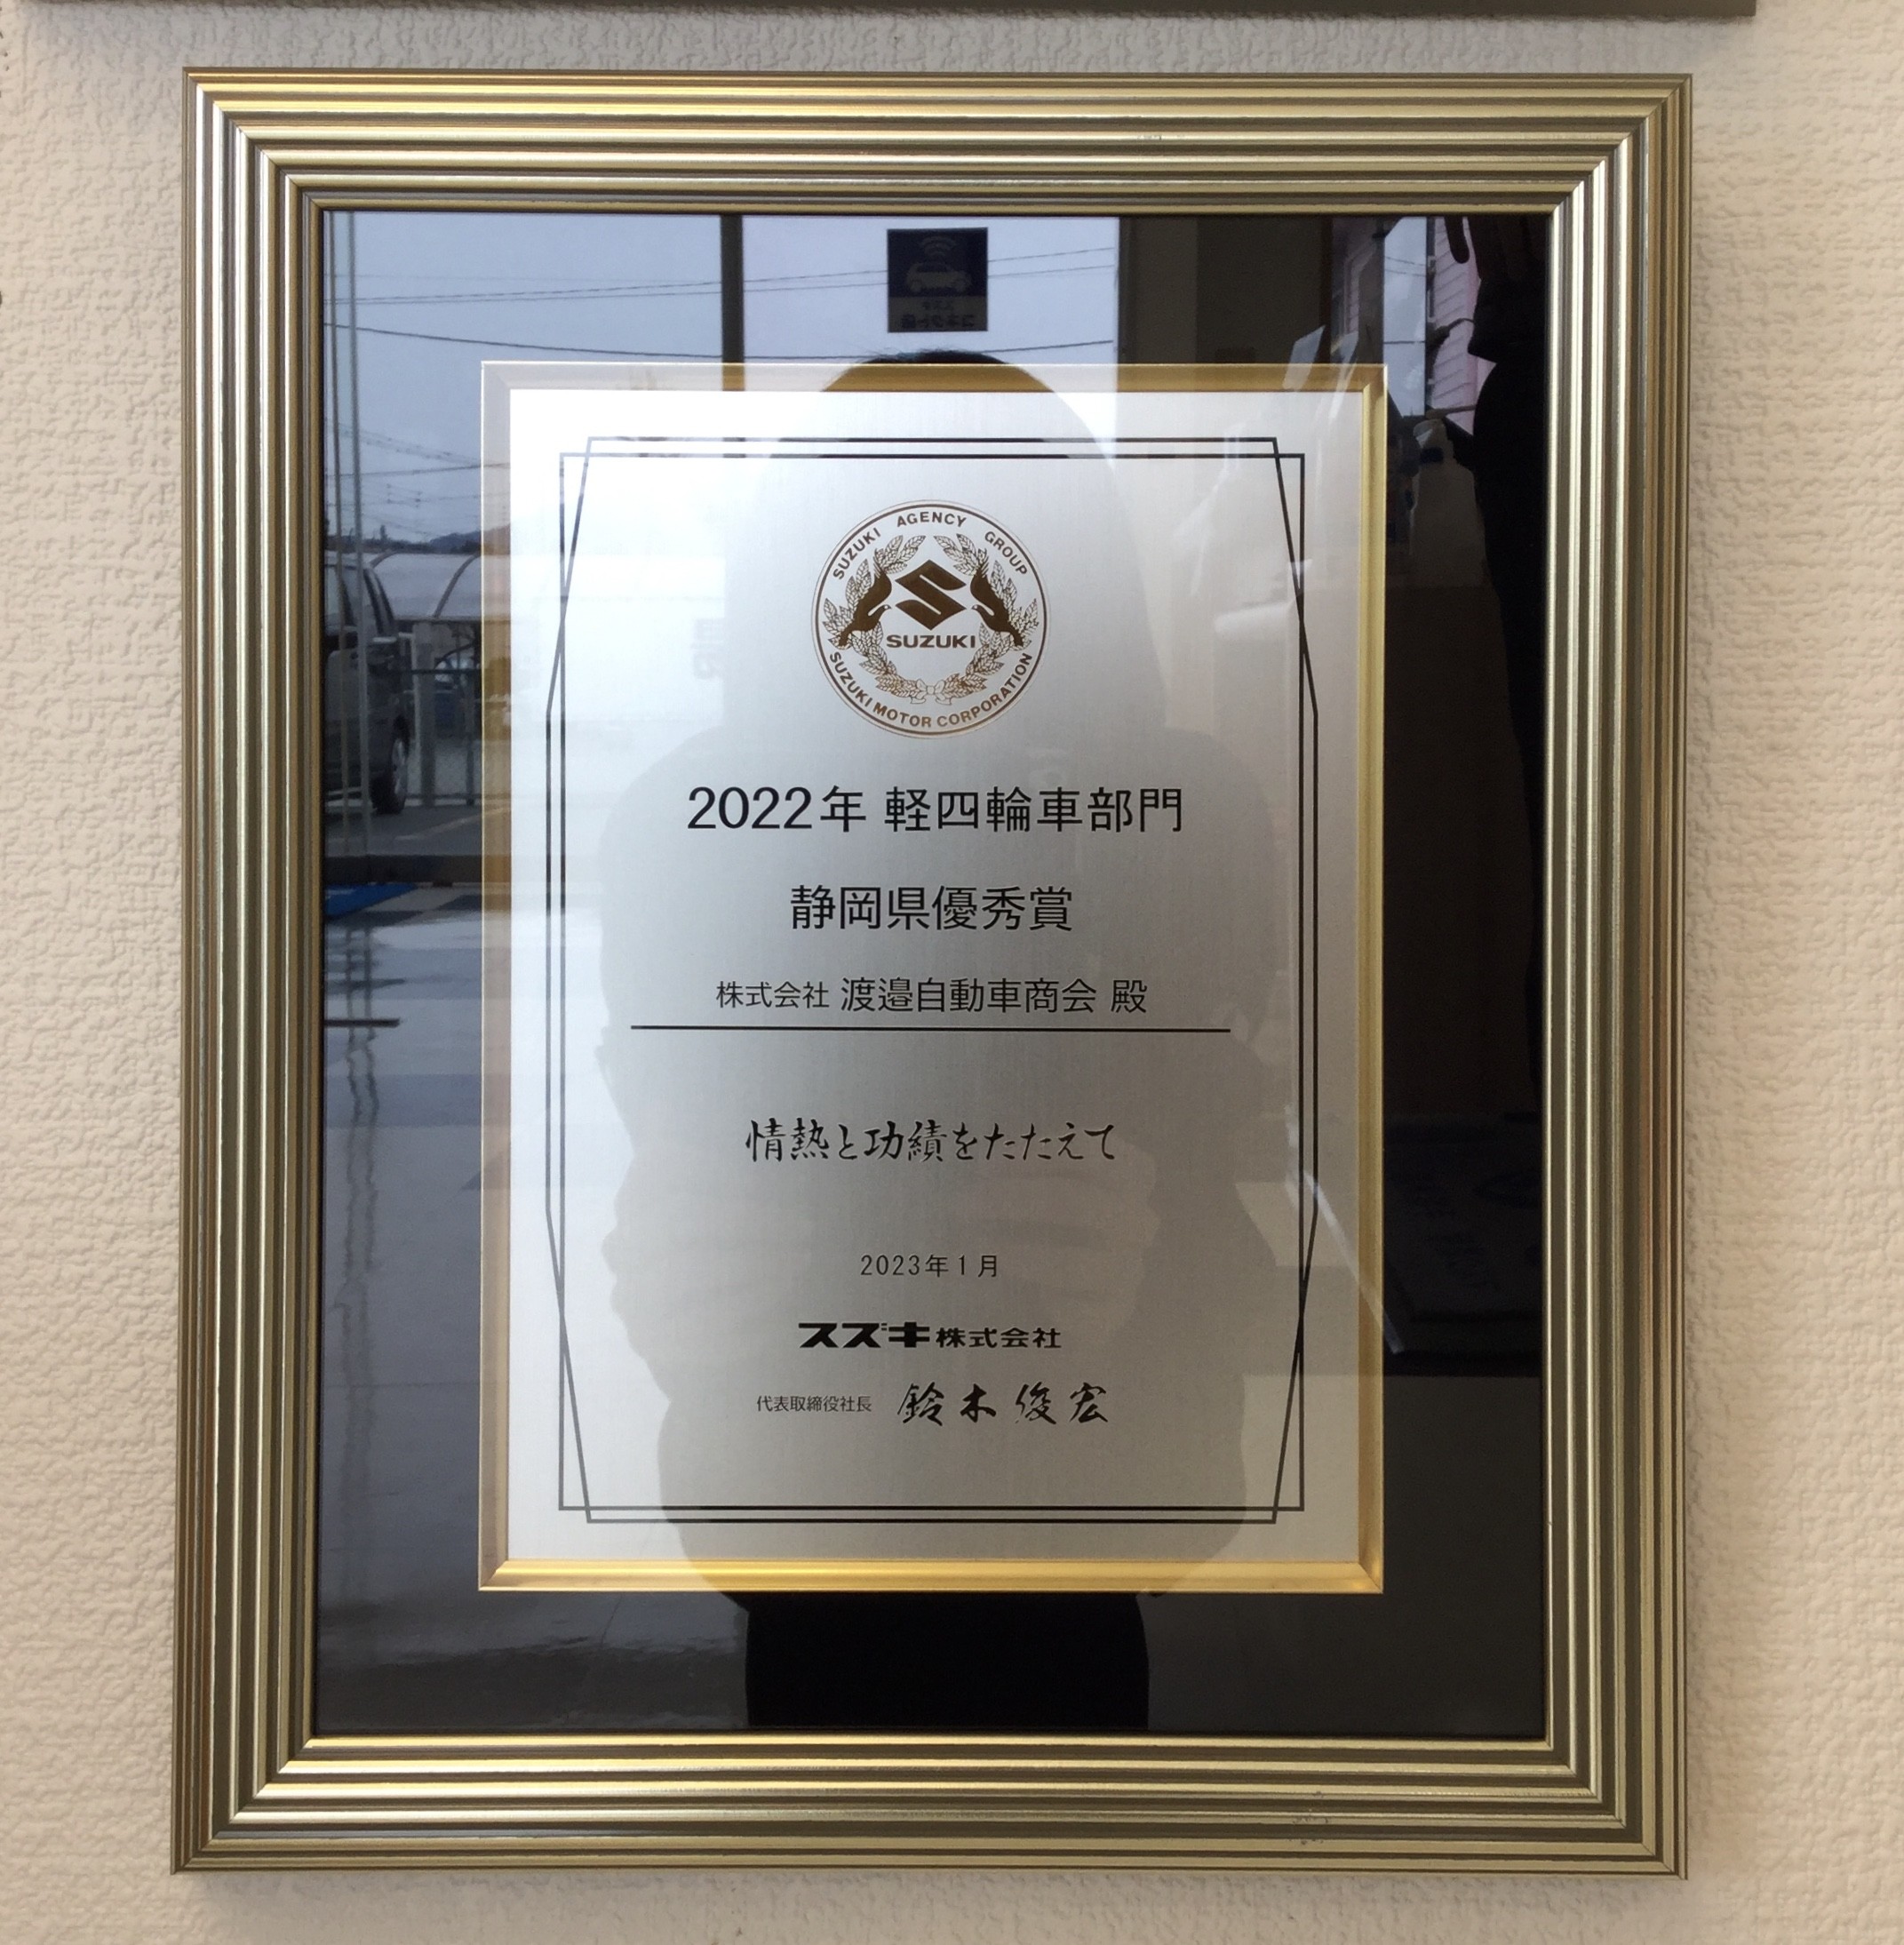 SUZUKI AGENCY GROUP
SUZUKI
SUZUKI MOTOR CORPORATION
2022年 軽四輪車部門
静岡県優秀賞
株式会社 渡邉自動車商会 殿
情熱と功績をたたえて
2023年1月
スズキ株式会社
代表取締役社長 鈴木俊宏